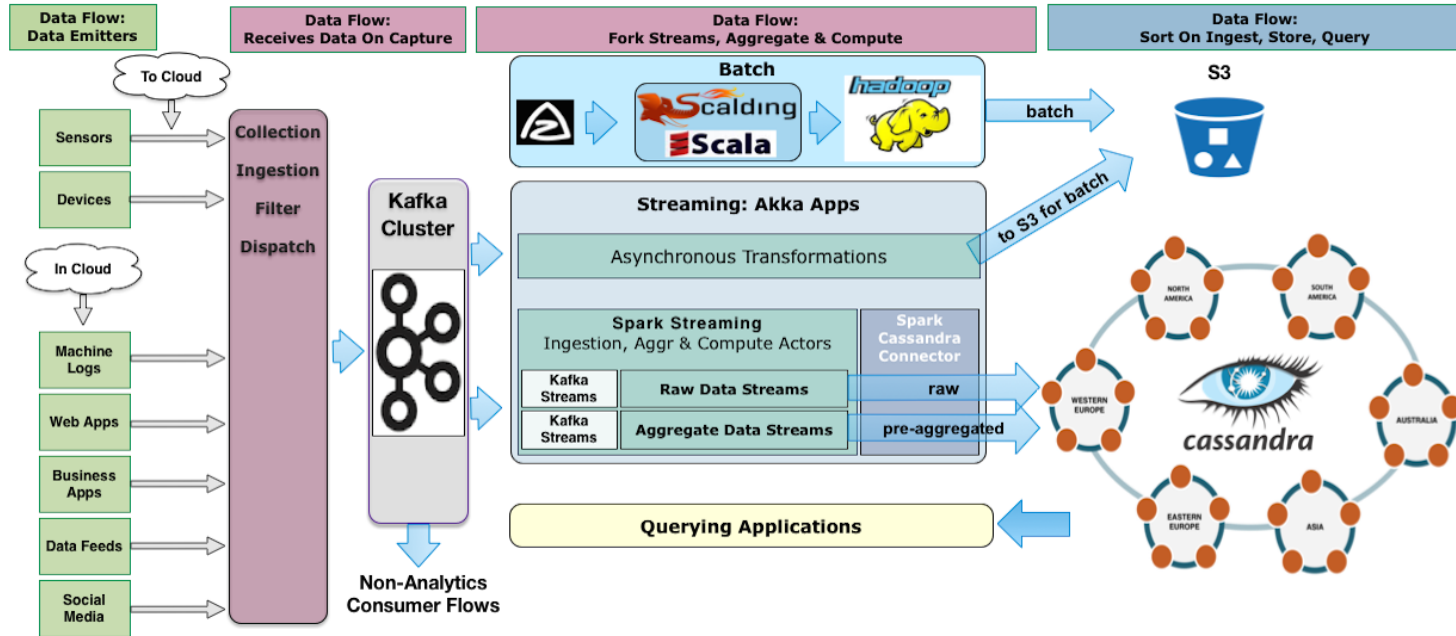 Data Flow:
Data Emitters
Data Flow:
Receives Data On Capture
Data Flow:
Fork Streams, Aggregate & Compute
Data Flow:
Sort On Ingest, Store, Query
To Cloud
Sensors
Devices
In Cloud
Machine
Logs
Web Apps
Business
Apps
Data Feeds
Social
Media
Collection
Ingestion
Filter
Dispatch
Kafka
Cluster
Non-Analytics
Consumer Flows
Batch
Scalding
Scala
hadoop
batch
Streaming: Akka Apps
Asynchronous Transformations
to S3 for batch
Spark Streaming
Ingestion, Aggr & Compute Actors
Spark
Cassandra
Connector
Kafka
Streams
Raw Data Streams
raw
Kafka
Streams
Aggregate Data Streams
pre-aggregated
Querying Applications
S3
NORTH
AMERICA
SOUTH
AMERICA
WESTERN
EUROPE
AUSTRALIA
cassandra
EASTERN
EUROPE
ASIA